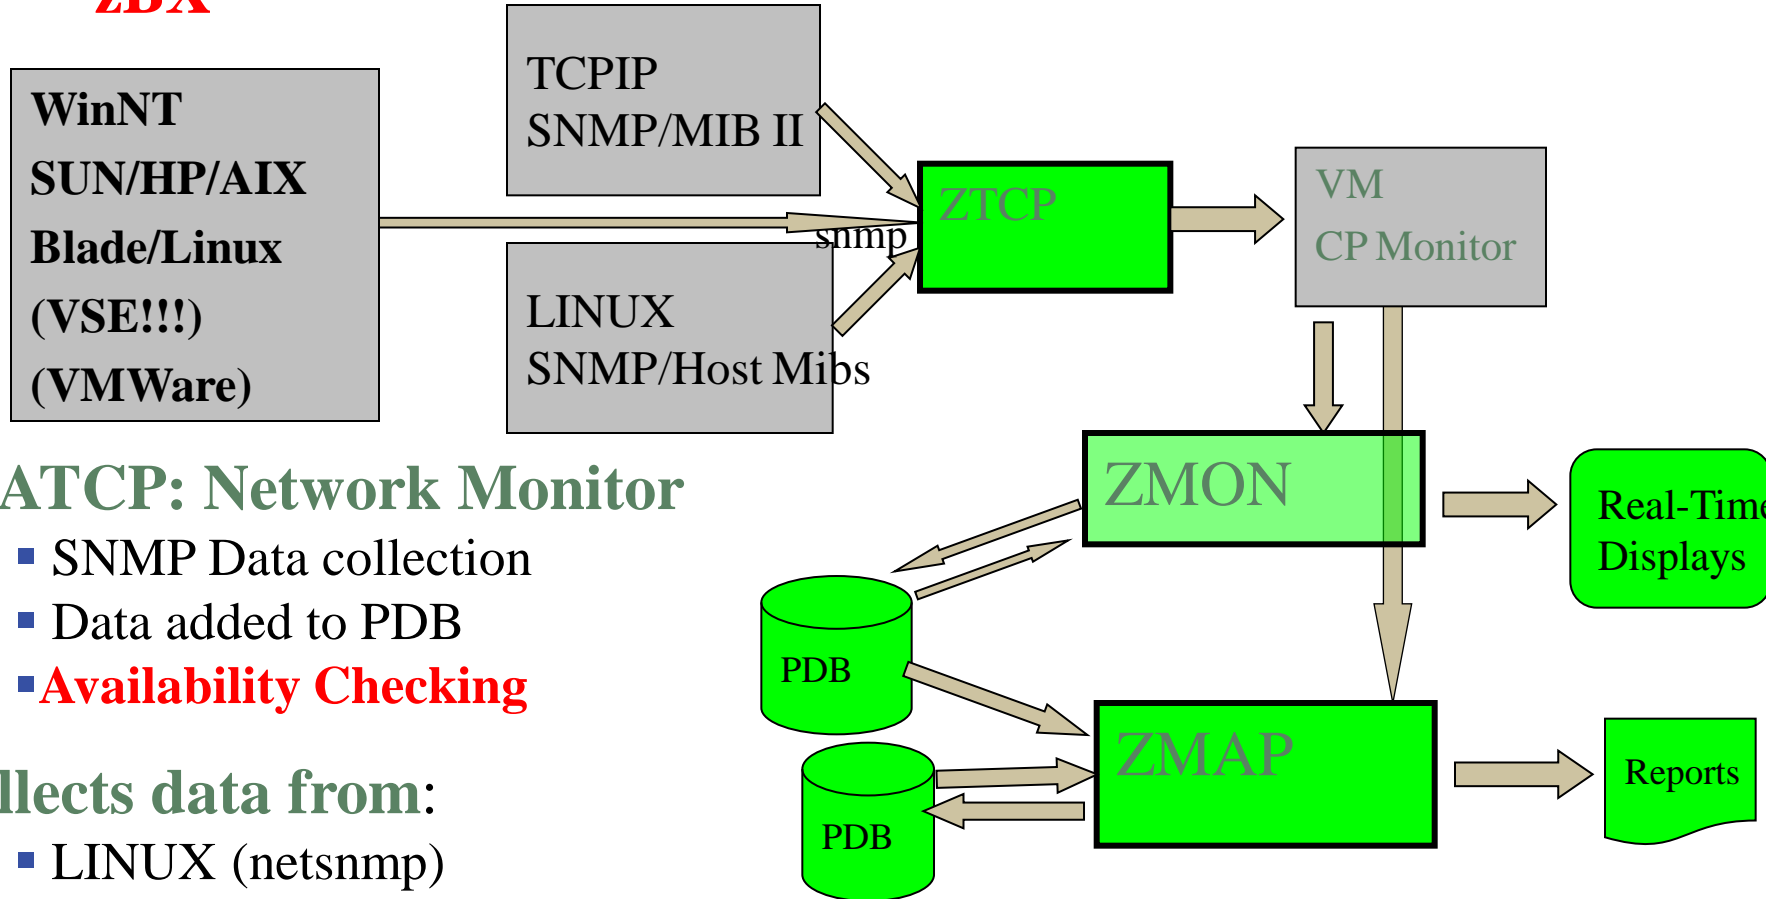 zBX
WinNT
SUN/HP/AIX
Blade/Linux
(VSE!!!)
(VMWare)
TCPIP
SNMP/MIB II
snmp
LINUX
SNMP/Host Mibs
ZTCP
VM
CP Monitor
ZMON
Real-Time
Displays
ATCP: Network Monitor
SNMP Data collection
Data added to PDB
Availability Checking
PDB
ZMAP
Reports
PDB
llects data from:
LINUX (netsnmp)